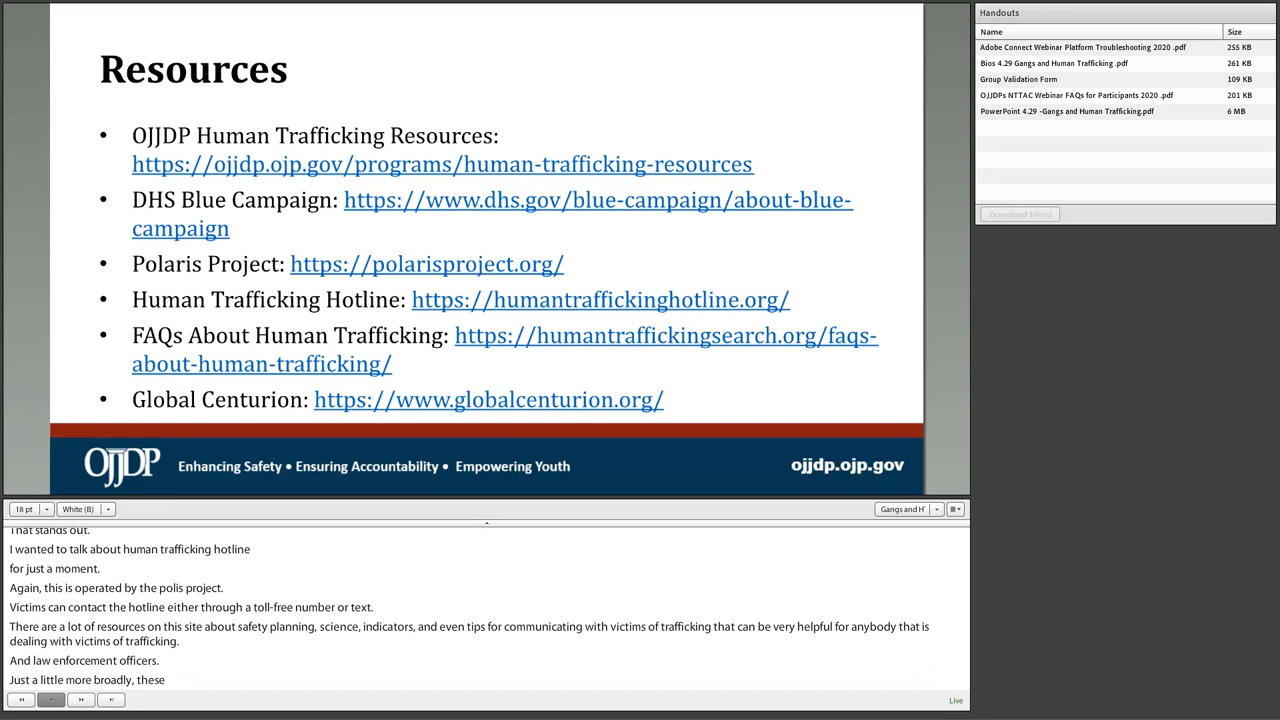 Resources
• OJJDP Human Trafficking Resources:
https://ojjdp.ojp.gov/programs/human-trafficking-resources
• DHS Blue Campaign: https://www.dhs.gov/blue-campaign/about-blue-
campaign
• Polaris Project: https://polarisproject.org/
• Human Trafficking Hotline: https://humantraffickinghotline.org/
• FAQs About Human Trafficking: https://humantraffickingsearch.org/faqs-
about-human-trafficking/
• Global Centurion: https://www.globalcenturion.org/
OJJDP Enhancing Safety • Ensuring Accountability • Empowering Youth ojjdp.ojp.gov
Handouts
Name Size
Adobe Connect Webinar Platform Troubleshooting 2020 .pdf 255 KB
Bios 4.29 Gangs and Human Trafficking .pdf 261 KB
Group Validation Form 109 KB
OJJDPs NTTAC Webinar FAQs for Participants 2020 .pdf 201 KB
PowerPoint 4.29 -Gangs and Human Trafficking.pdf 6 MB
Download File(s)
18 pt White (B) Gangs and H'
That stands out.
I wanted to talk about human trafficking hotline
for just a moment.
Again, this is operated by the polis project.
Victims can contact the hotline either through a toll-free number or text.
There are a lot of resources on this site about safety planning, science, indicators, and even tips for communicating with victims of trafficking that can be very helpful for anybody that is
dealing with victims of trafficking.
And law enforcement officers.
Just a little more broadly, these
Live